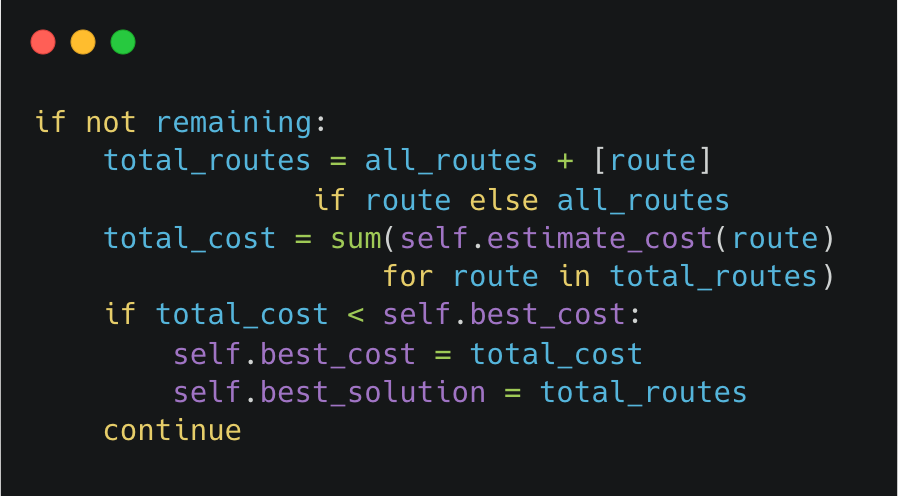 if not remaining:
    total_routes = all_routes + [route]
                if route else all_routes
    total_cost = sum(self.estimate_cost(route)
                    for route in total_routes)
    if total_cost < self.best_cost:
        self.best_cost = total_cost
        self.best_solution = total_routes
    continue